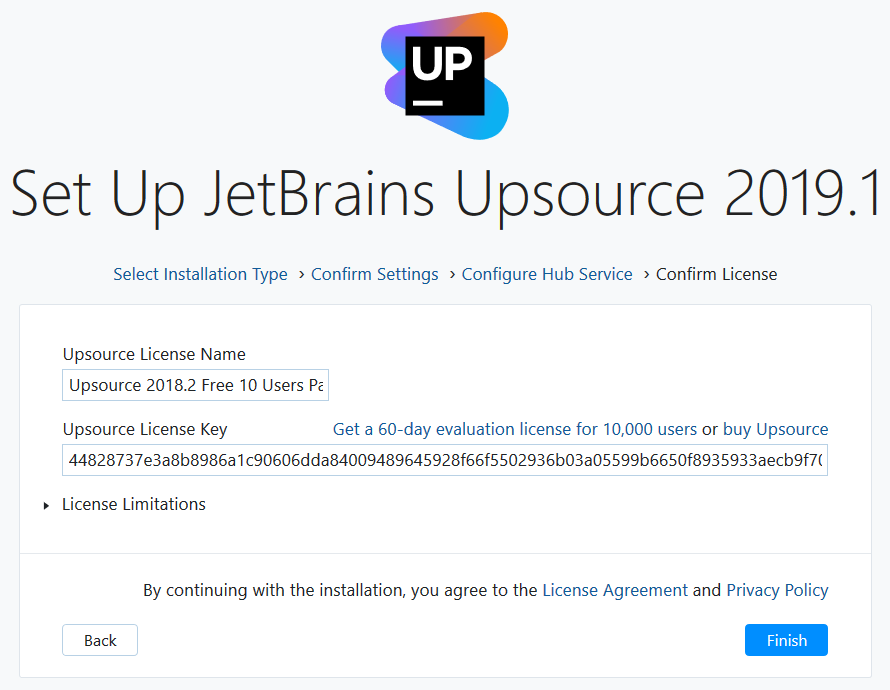 UP
Set Up JetBrains Upsource 2019.1
Select Installation Type › Confirm Settings › Configure Hub Service › Confirm License
Upsource License Name
Upsource 2018.2 Free 10 Users Pa
Upsource License Key Get a 60-day evaluation license for 10,000 users or buy Upsource
44828737e3a8b8986a1c90606dda84009489645928f66f5502936b03a05599b6650f8935933aecb9f70
License Limitations
By continuing with the installation, you agree to the License Agreement and Privacy Policy
Back Finish